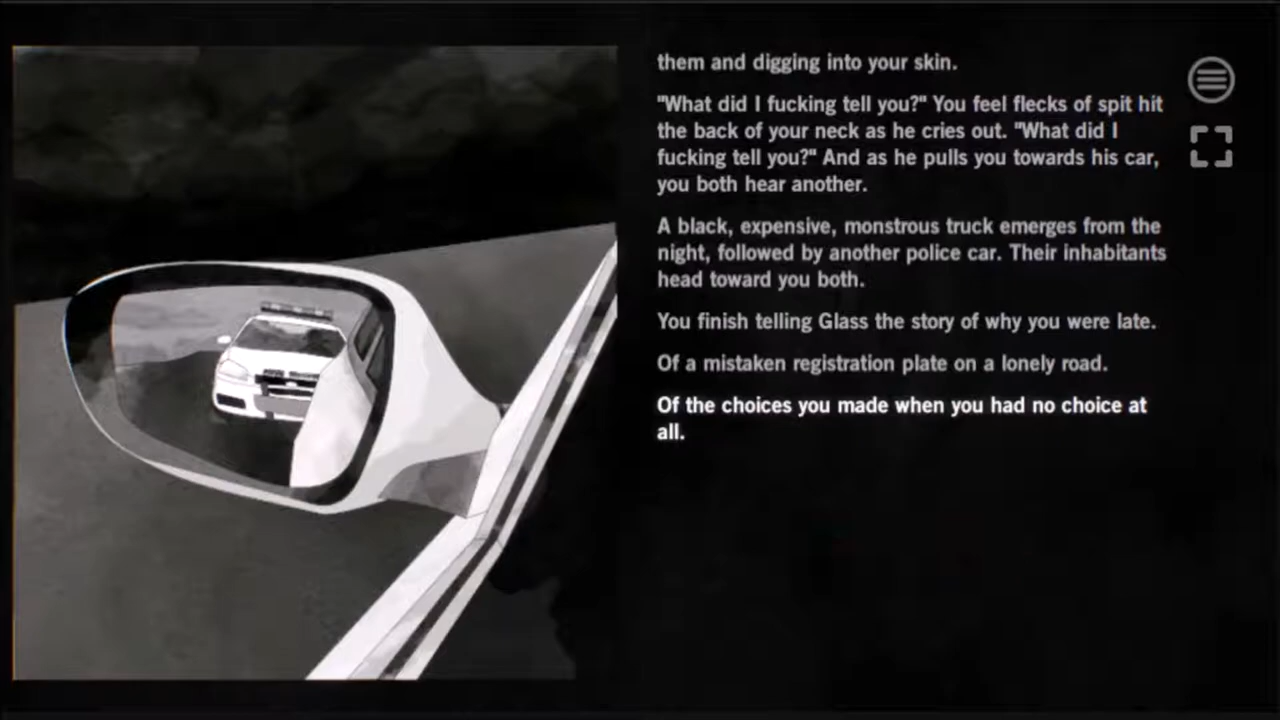 them and digging into your skin.
"What did I fucking tell you?" You feel flecks of spit hit
the back of your neck as he cries out. "What did I
fucking tell you?" And as he pulls you towards his car,
you both hear another.
A black, expensive, monstrous truck emerges from the
night, followed by another police car. Their inhabitants
head toward you both.
You finish telling Glass the story of why you were late.
Of a mistaken registration plate on a lonely road.
Of the choices you made when you had no choice at
all.